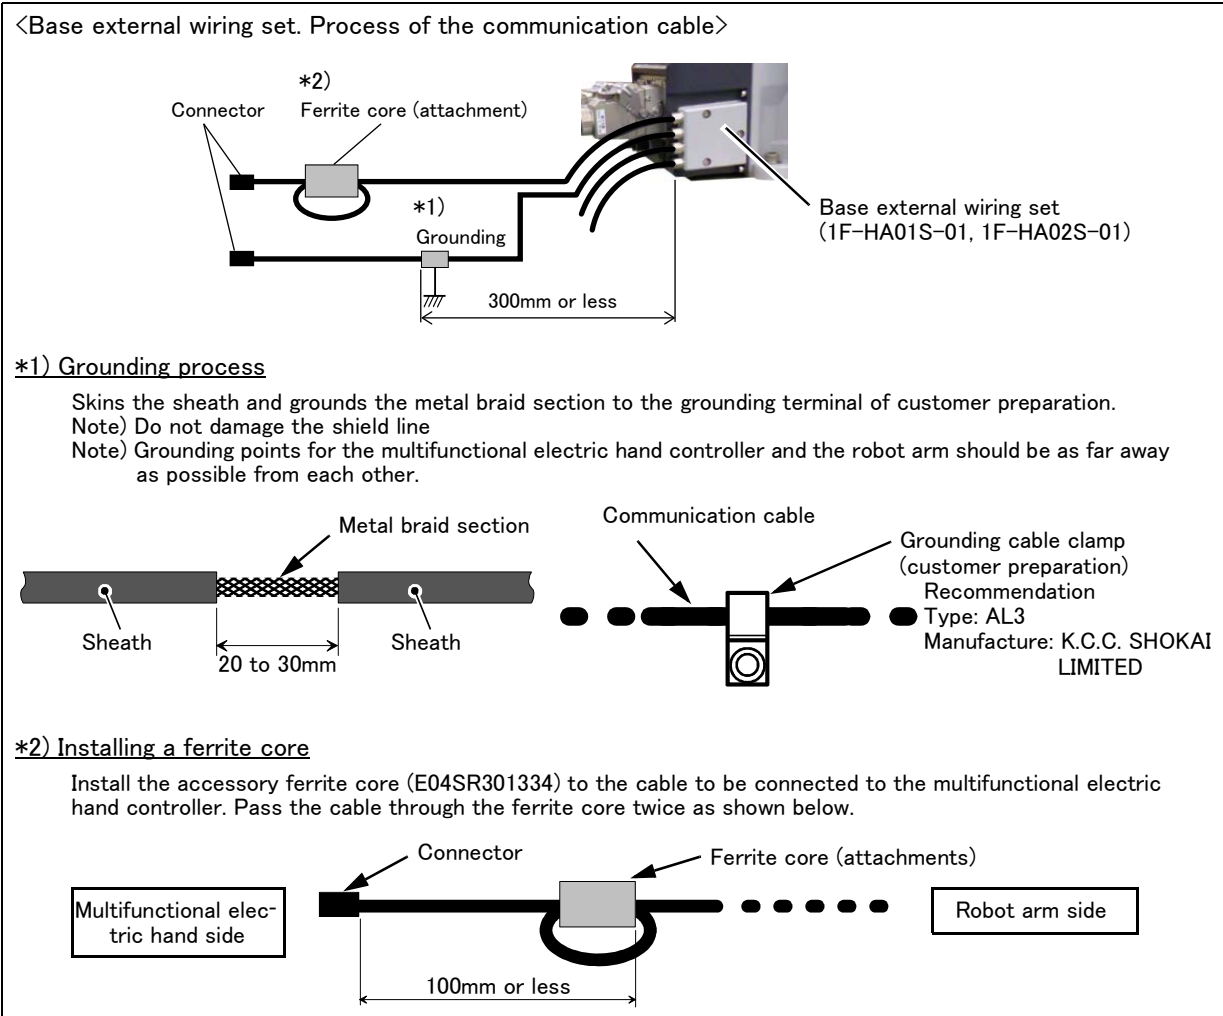 <Base external wiring set. Process of the communication cable>
*2)
Connector
Ferrite core (attachment)
*1)
Grounding
Base external wiring set
(1F-HA01S-01, 1F-HA02S-01)
300mm or less
*1) Grounding process
Skins the sheath and grounds the metal braid section to the grounding terminal of customer preparation.
Note) Do not damage the shield line
Note) Grounding points for the multifunctional electric hand controller and the robot arm should be as far away
as possible from each other.
Metal braid section
Sheath
Sheath
20 to 30mm
Communication cable
Grounding cable clamp
(customer preparation)
Recommendation
Type: AL3
Manufacture: K.C.C. SHOKAI
LIMITED
*2) Installing a ferrite core
Install the accessory ferrite core (E04SR301334) to the cable to be connected to the multifunctional electric
hand controller. Pass the cable through the ferrite core twice as shown below.
Connector
Ferrite core (attachments)
Multifunctional elec-
tric hand side
Robot arm side
100mm or less